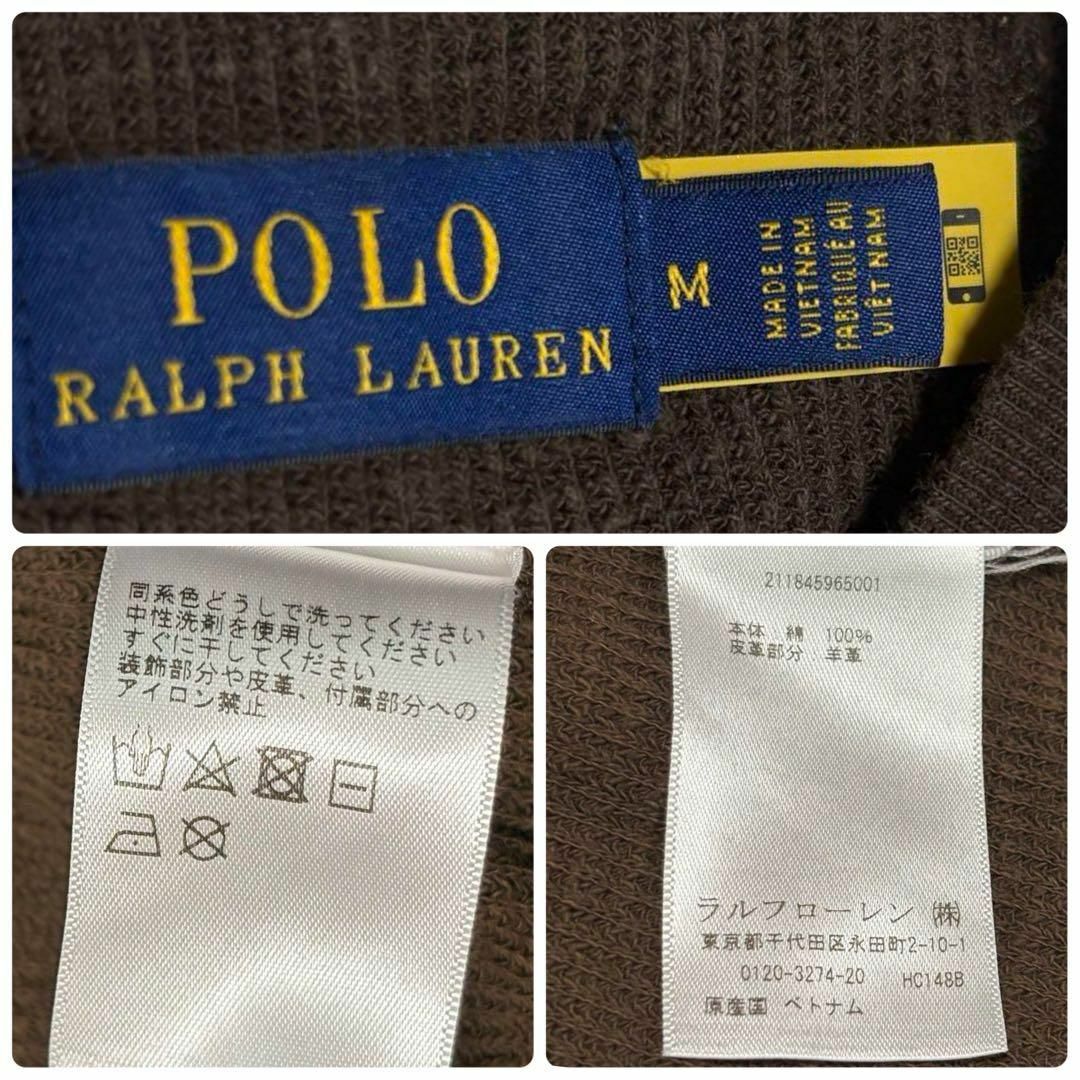 POLO
RALPH LAUREN
M
MADE IN
VIETNAM
FABRIQUÉ AU
VIÊT NAM
同系色どうしで洗ってください
中性洗剤を使用してください
すぐに干してください
装飾部分や皮革、付属部分への
アイロン禁止
211845965001
本体 綿 100%
皮革部分 羊革
ラルフローレン ㈱
東京都千代田区永田町2-10-1
0120-3274-20 HC148B
原産国 ベトナム